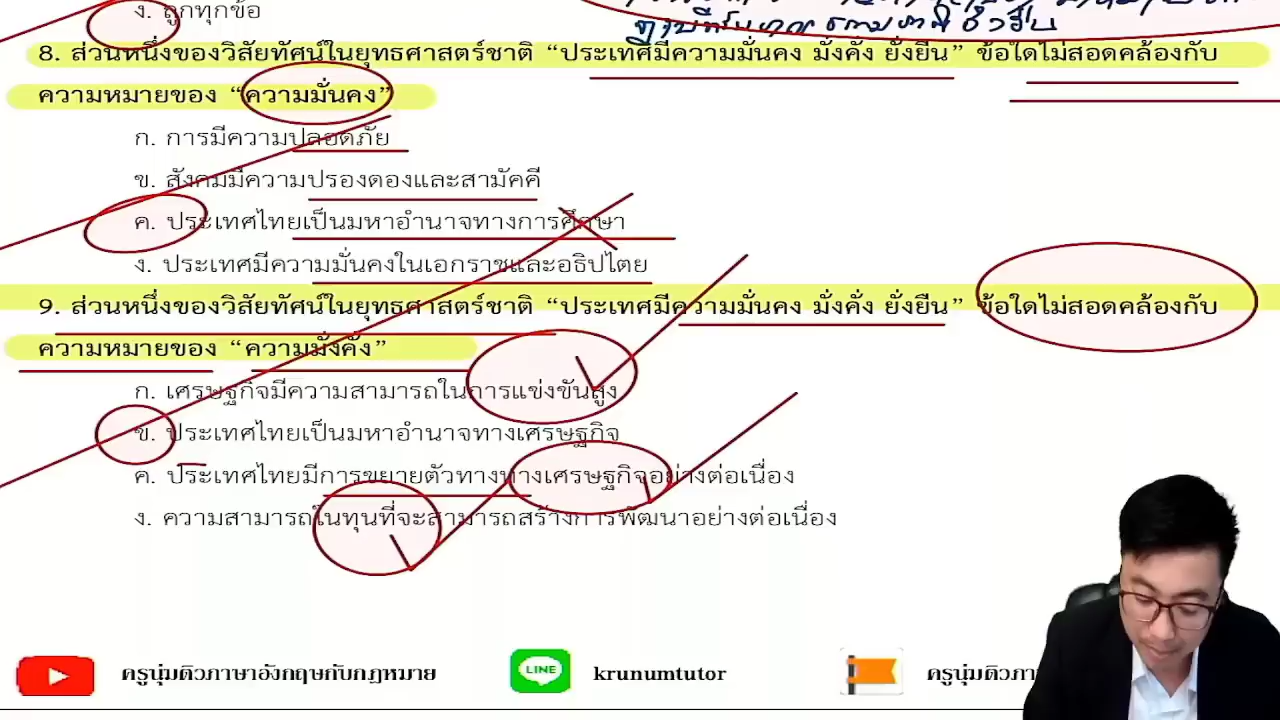 ง. ถูกทุกข้อ
8. ส่วนหนึ่งของวิสัยทัศน์ในยุทธศาสตร์ชาติ “ประเทศมีความมั่นคง มั่งคั่ง ยั่งยืน” ข้อใดไม่สอดคล้องกับ
ความหมายของ “ความมั่นคง”
ก. การมีความปลอดภัย
ข. สังคมมีความปรองดองและสามัคคี
ค. ประเทศไทยเป็นมหาอำนาจทางการศึกษา
ง. ประเทศมีความมั่นคงในเอกราชและอธิปไตย
9. ส่วนหนึ่งของวิสัยทัศน์ในยุทธศาสตร์ชาติ “ประเทศมีความมั่นคง มั่งคั่ง ยั่งยืน” ข้อใดไม่สอดคล้องกับ
ความหมายของ “ความมั่งคั่ง”
ก. เศรษฐกิจมีความสามารถในการแข่งขันสูง
ข. ประเทศไทยเป็นมหาอำนาจทางเศรษฐกิจ
ค. ประเทศไทยมีการขยายตัวทางทางเศรษฐกิจอย่างต่อเนื่อง
ง. ความสามารถในทุนที่จะสามารถสร้างการพัฒนาอย่างต่อเนื่อง
ครูนุ่มติวภาษาอังกฤษกับกฎหมาย
LINE
krunumtutor
ครูนุ่มติวภา